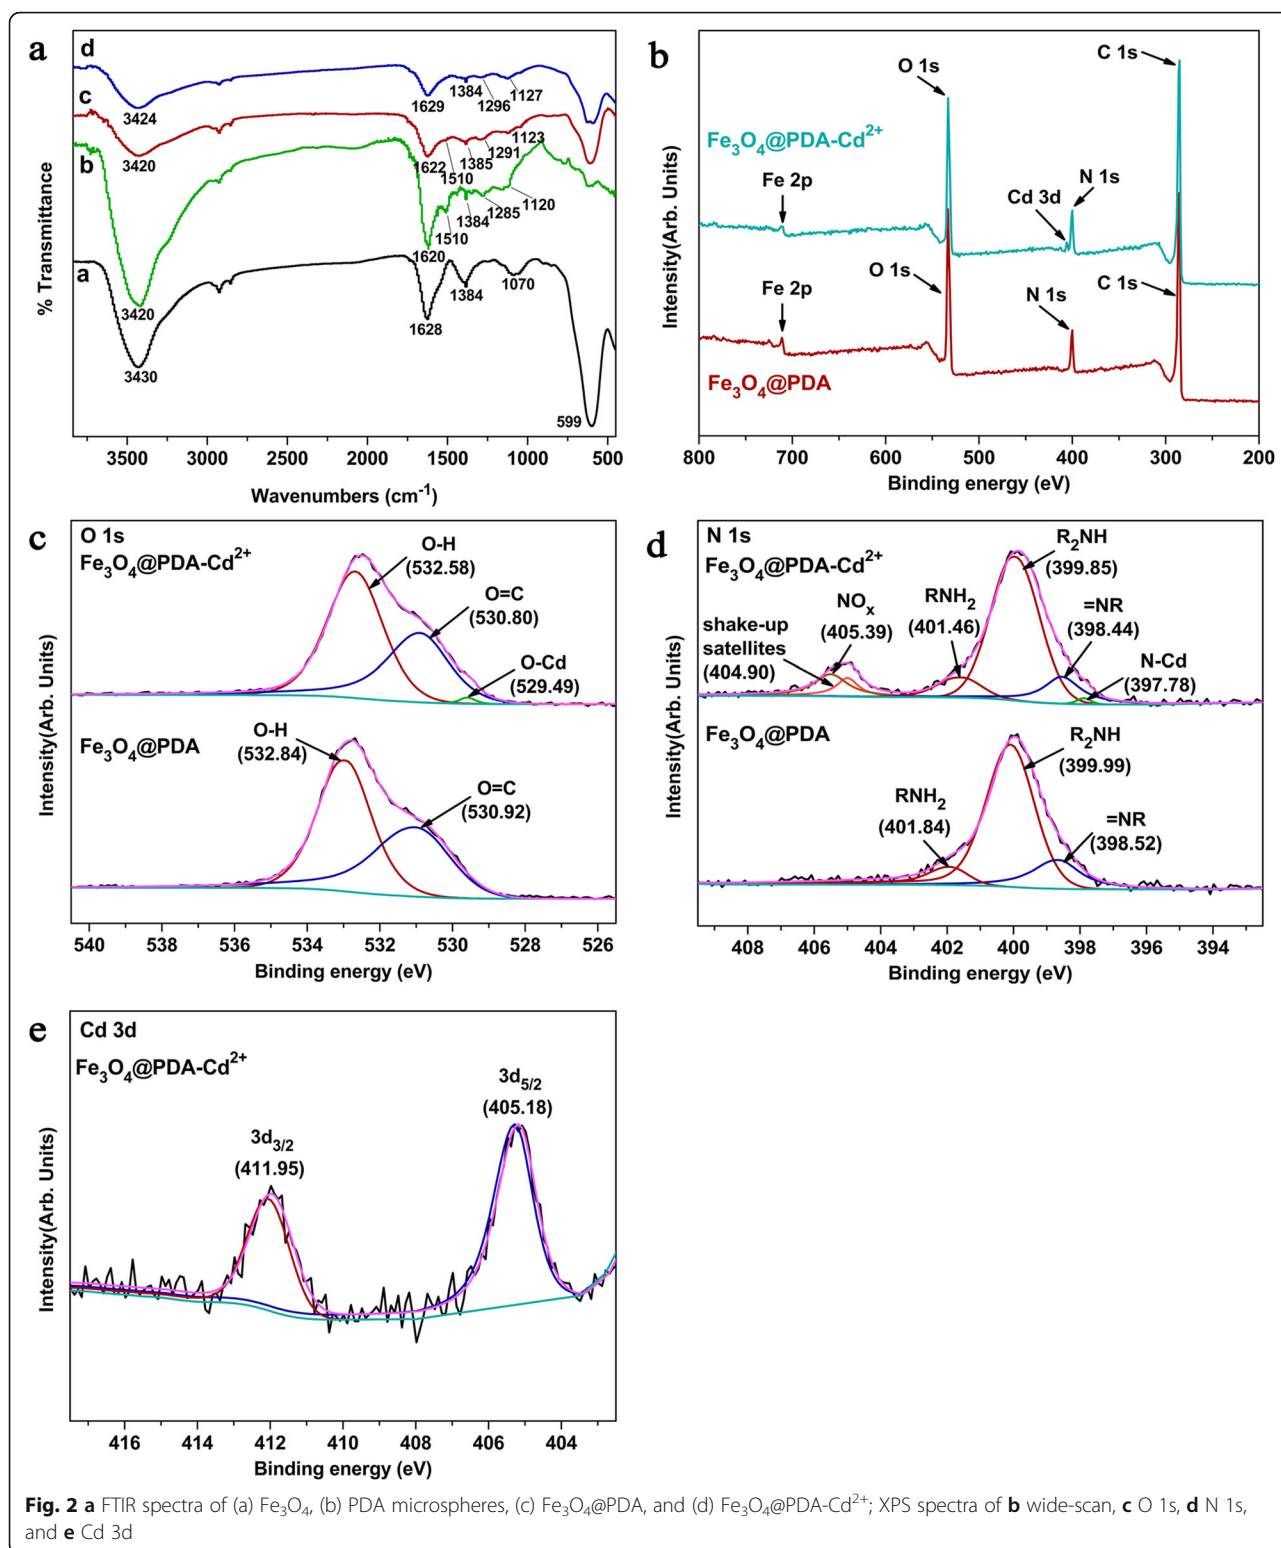 a
d
3424
1629
1384
1296
1127
c
3420
1622
1510
1385
1291
1123
b
3420
1620
1510
1384
1285
1120
a
3430
1628
1384
1070
599
% Transmittance
3500 3000 2500 2000 1500 1000 500
Wavenumbers (cm⁻¹)
b
C 1s
O 1s
Fe₃O₄@PDA-Cd²⁺
Fe 2p
N 1s
Cd 3d
O 1s
C 1s
Fe 2p
N 1s
Fe₃O₄@PDA
Intensity(Arb. Units)
800 700 600 500 400 300 200
Binding energy (eV)
c
O 1s
Fe₃O₄@PDA-Cd²⁺
O-H
(532.58)
O=C
(530.80)
O-Cd
(529.49)
Fe₃O₄@PDA
O-H
(532.84)
O=C
(530.92)
Intensity(Arb. Units)
540 538 536 534 532 530 528 526
Binding energy (eV)
d
N 1s
Fe₃O₄@PDA-Cd²⁺
R₂NH
(399.85)
RNH₂
(401.46)
NOₓ
(405.39)
shake-up
satellites
(404.90)
=NR
(398.44)
N-Cd
(397.78)
Fe₃O₄@PDA
R₂NH
(399.99)
RNH₂
(401.84)
=NR
(398.52)
Intensity(Arb. Units)
408 406 404 402 400 398 396 394
Binding energy (eV)
e
Cd 3d
Fe₃O₄@PDA-Cd²⁺
3d₅/₂
(405.18)
3d₃/₂
(411.95)
Intensity(Arb. Units)
416 414 412 410 408 406 404
Binding energy (eV)
Fig. 2 a FTIR spectra of (a) Fe₃O₄, (b) PDA microspheres, (c) Fe₃O₄@PDA, and (d) Fe₃O₄@PDA-Cd²⁺; XPS spectra of b wide-scan, c O 1s, d N 1s,
and e Cd 3d